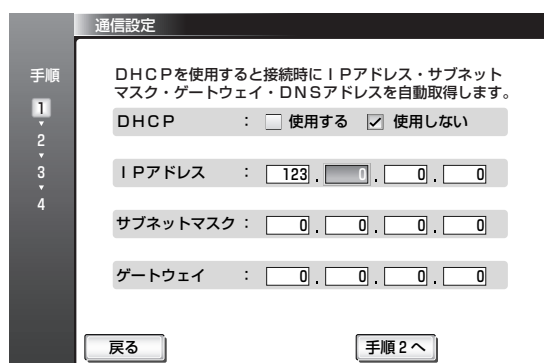 通信設定
手順
1
2
3
4
DHCPを使用すると接続時にIPアドレス・サブネット
マスク・ゲートウェイ・DNSアドレスを自動取得します。
DHCP : 使用する 使用しない
IPアドレス : 123 . 0 . 0 . 0
サブネットマスク : 0 . 0 . 0 . 0
ゲートウェイ : 0 . 0 . 0 . 0
戻る
手順2へ